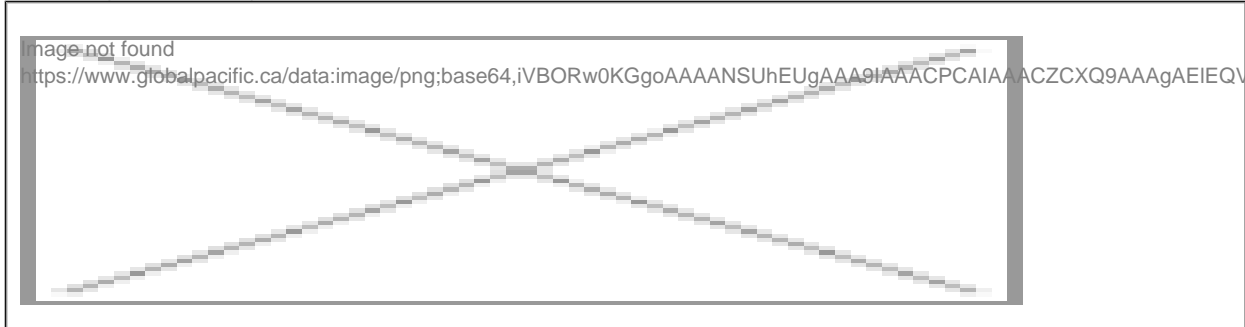 Image not found
https://www.globalpacific.ca/data:image/png;base64,iVBORw0KGgoAAAANSUhEUgAAA9IAAACPCAIAAACZCXQ9AAAgAElEQV